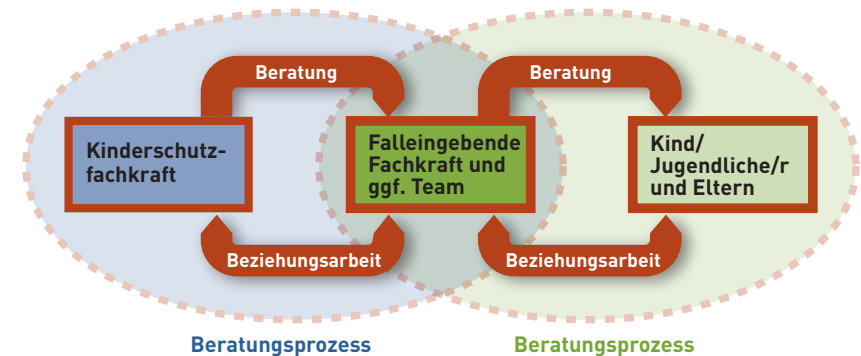 Beratung
Beratung
Kinderschutz-
fachkraft
Falleingebende
Fachkraft und
ggf. Team
Kind/
Jugendliche/r
und Eltern
Beziehungsarbeit
Beziehungsarbeit
Beratungsprozess
Beratungsprozess